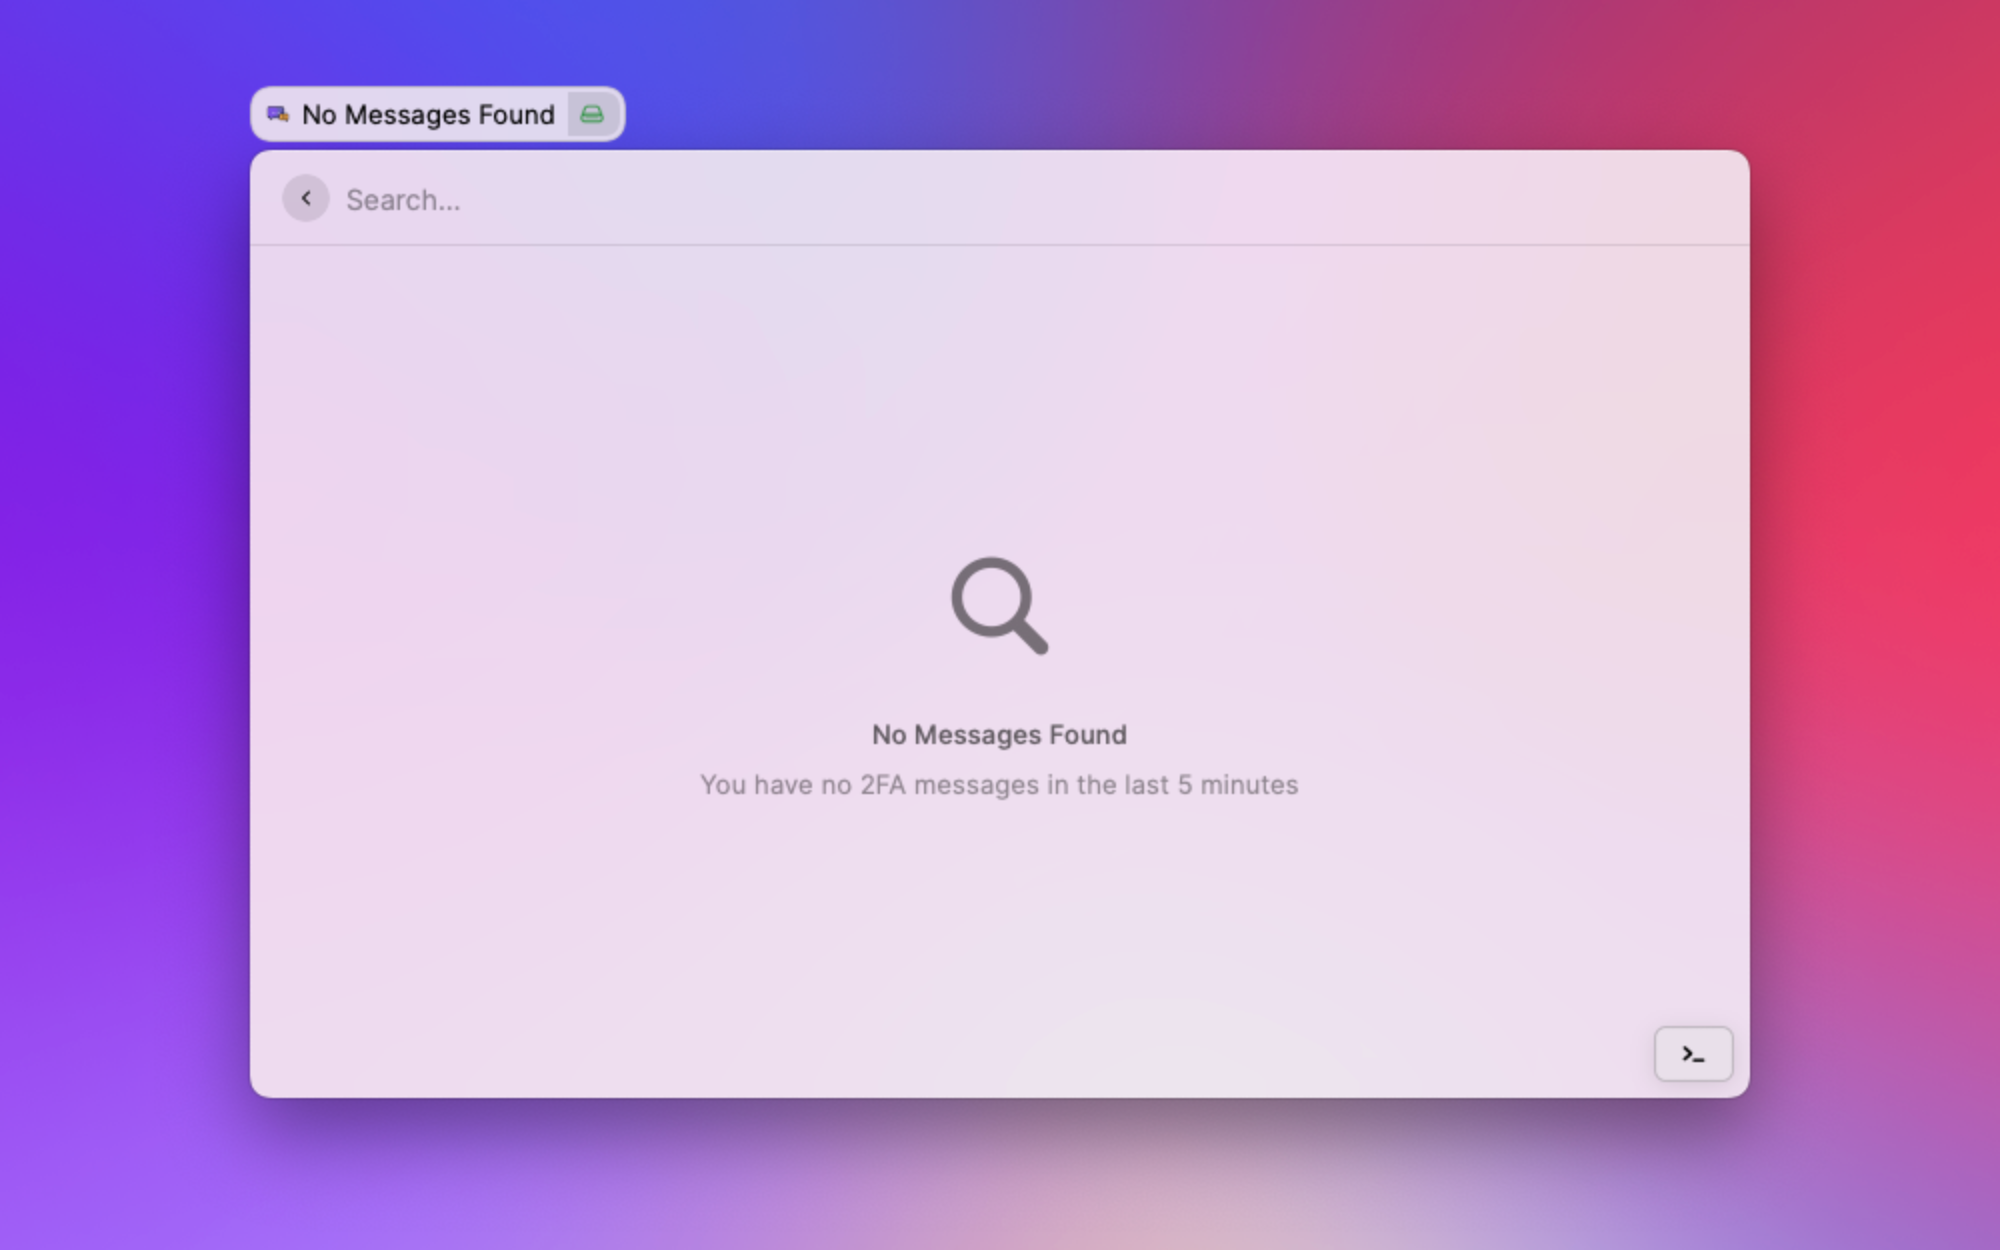 No Messages Found
Search...
No Messages Found
You have no 2FA messages in the last 5 minutes
>_